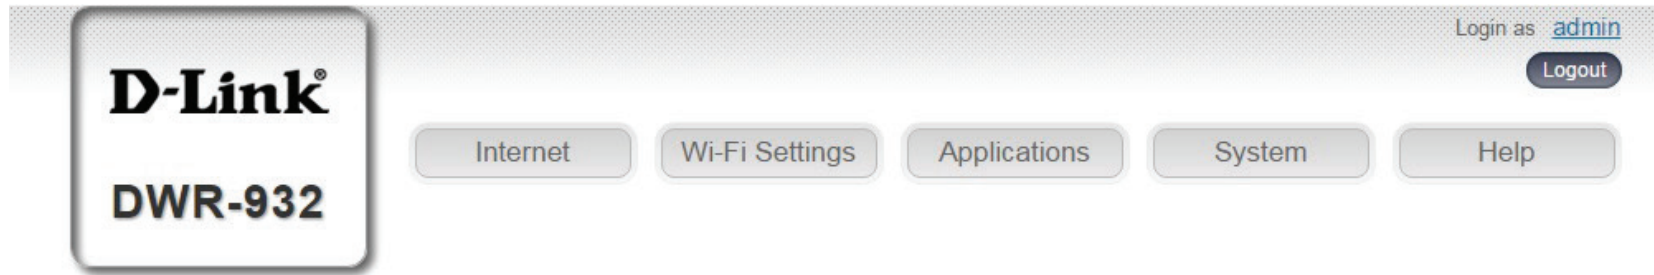 Login as admin
Logout
D-Link®
DWR-932
Internet Wi-Fi Settings Applications System Help